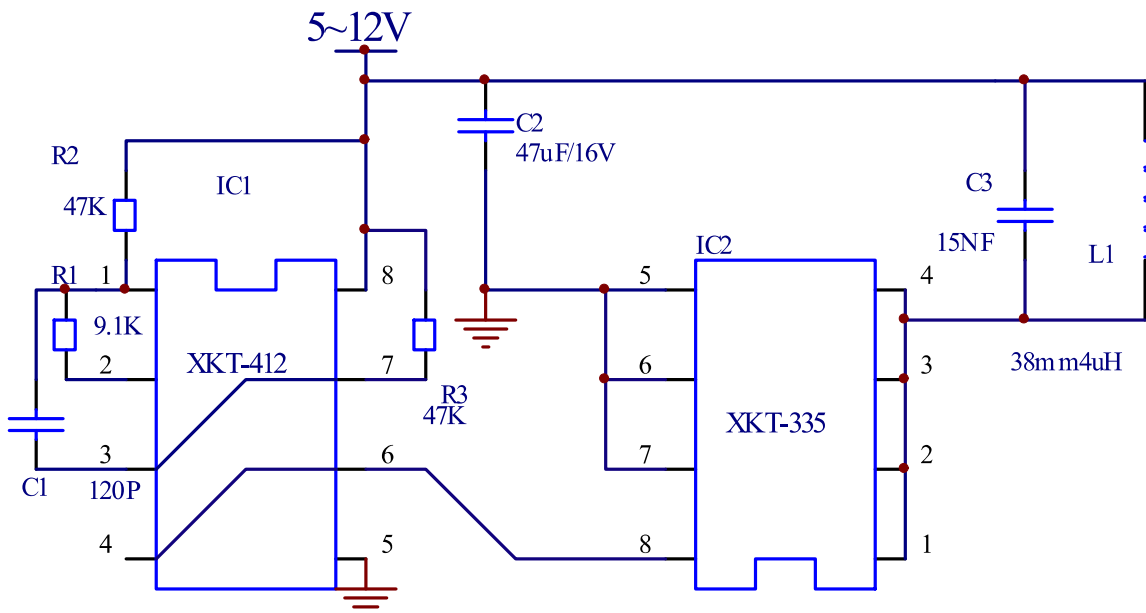 5~12V
R2
47K
IC1
C2
47uF/16V
C3
15NF
L1
38mm4uH
R1
9.1K
1
2
3
4
8
7
6
5
XKT-412
R3
47K
C1
120P
IC2
5
6
7
8
4
3
2
1
XKT-335